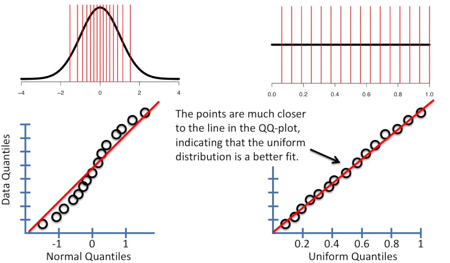 -4 -2 0 2 4
0.0 0.2 0.4 0.6 0.8 1.0
The points are much closer
to the line in the QQ-plot,
indicating that the uniform
distribution is a better fit.
Data Quantiles
-1 0 1
Normal Quantiles
0.2 0.4 0.6 0.8 1
Uniform Quantiles